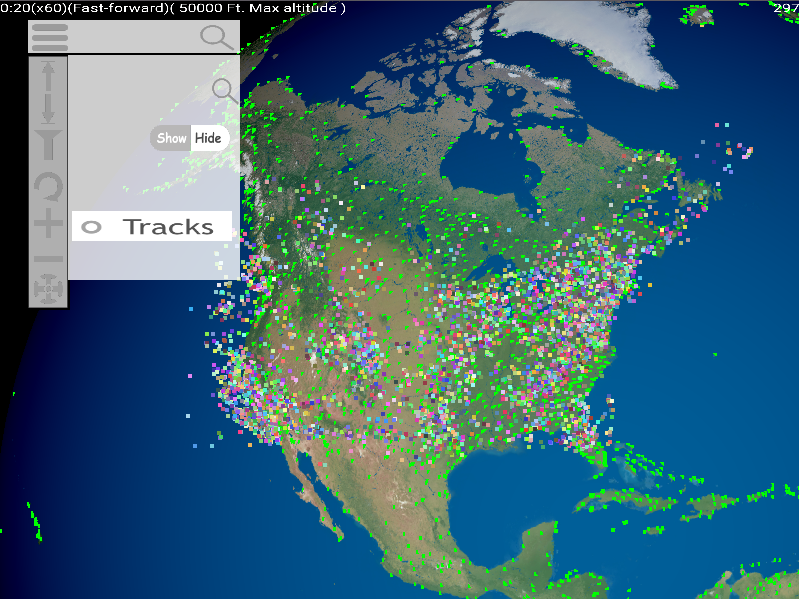 0:20(x60)(Fast-forward)( 50000 Ft. Max altitude )
297
Show Hide
Tracks